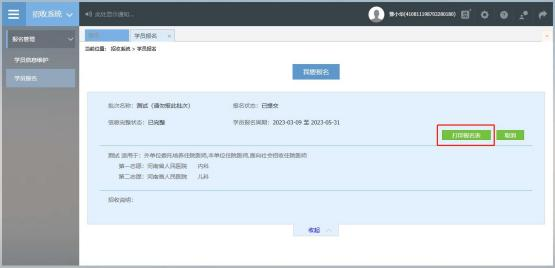 招收系统
此处显示通知...
报名管理
学员报名 ×
当前位置: 招收系统 > 学员报名
学员信息维护
学员报名
我要报名
批次名称: 测试（请勿报此批次） 报名状态: 已提交
信息完整状态: 已完整 学员报名周期: 2023-03-09 至 2023-05-31
打印报名表 取消
测试 适用于: 外单位委托培养住院医师,本单位住院医师,面向社会招收住院医师
第一志愿: 河南省人民医院 内科
第二志愿: 河南省人民医院 儿科
招收说明:
收起